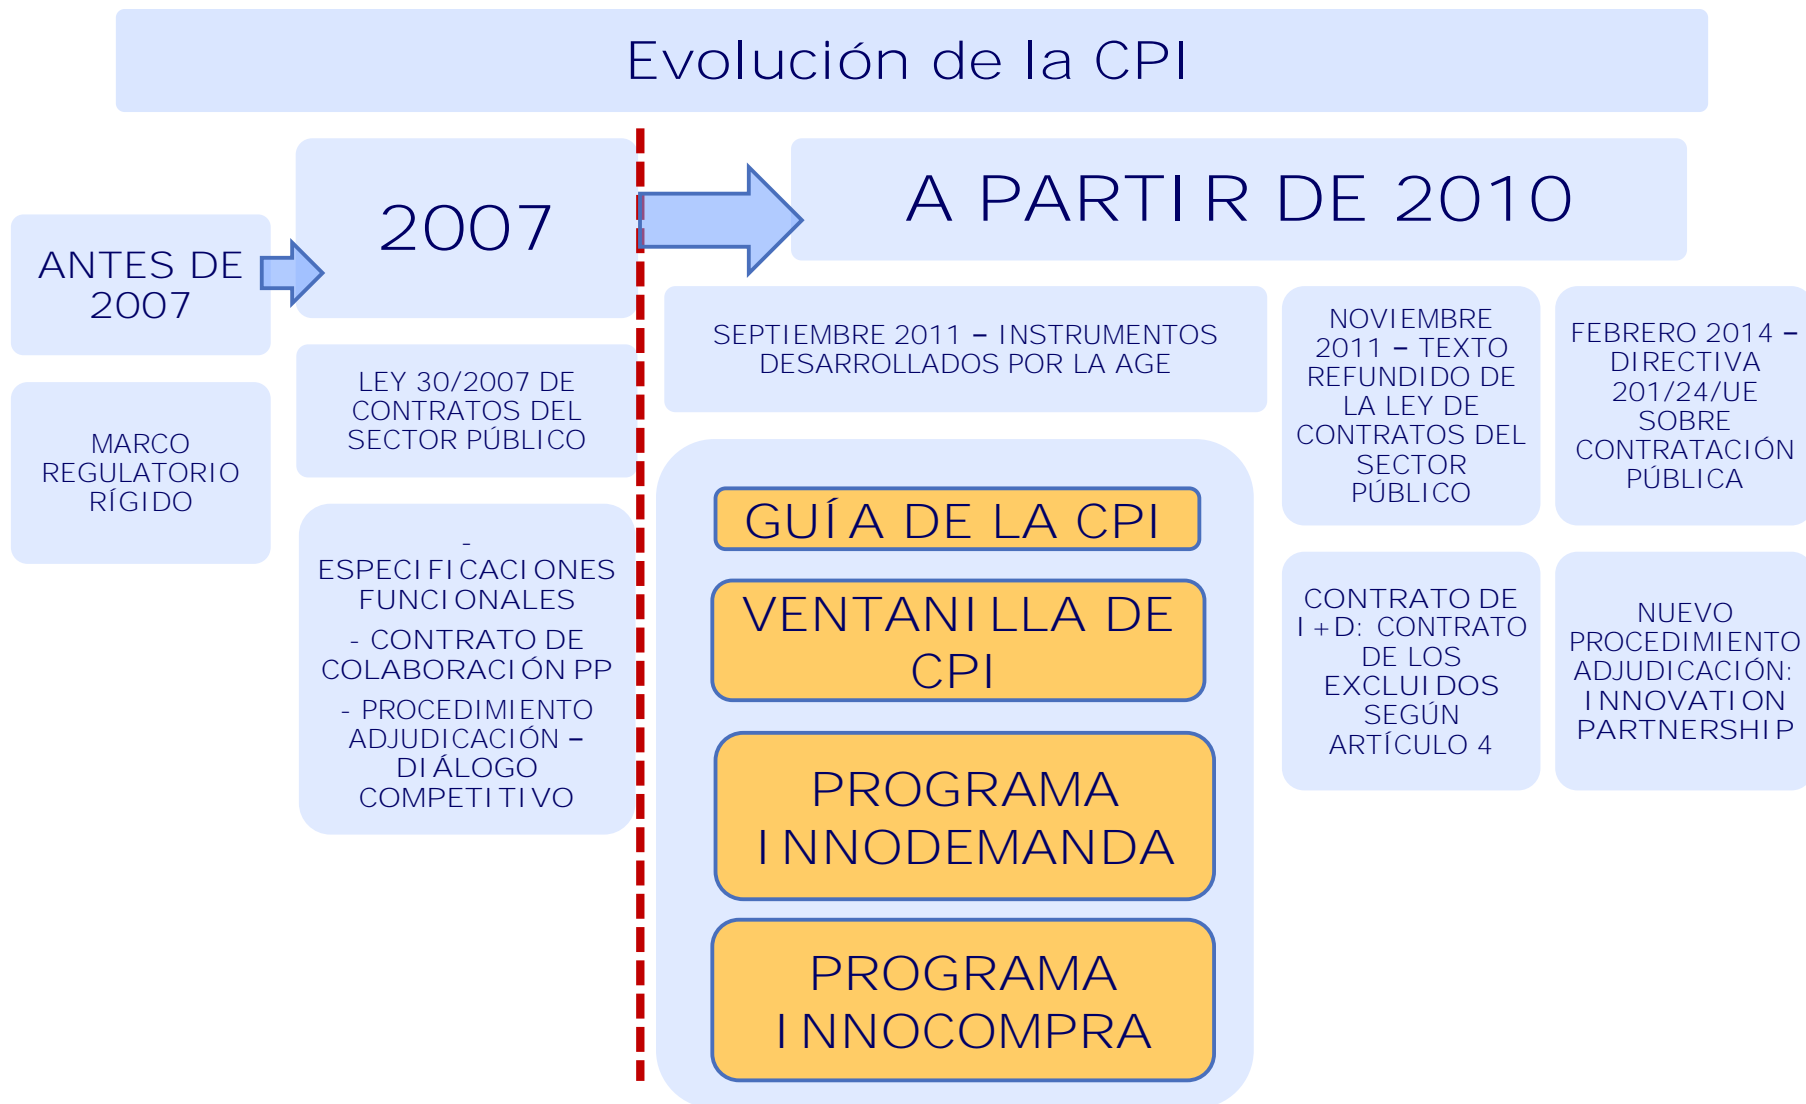 Evolución de la CPI
ANTES DE
2007
MARCO
REGULATORIO
RÍGIDO
2007
LEY 30/2007 DE
CONTRATOS DEL
SECTOR PÚBLICO
-
ESPECIFICACIONES
FUNCIONALES
- CONTRATO DE
COLABORACIÓN PP
- PROCEDIMIENTO
ADJUDICACIÓN –
DIÁLOGO
COMPETITIVO
A PARTIR DE 2010
SEPTIEMBRE 2011 – INSTRUMENTOS
DESARROLLADOS POR LA AGE
GUÍA DE LA CPI
VENTANILLA DE
CPI
PROGRAMA
INNODEMANDA
PROGRAMA
INNOCOMPRA
NOVIEMBRE
2011 – TEXTO
REFUNDIDO DE
LA LEY DE
CONTRATOS DEL
SECTOR
PÚBLICO
CONTRATO DE
I+D: CONTRATO
DE LOS
EXCLUIDOS
SEGÚN
ARTÍCULO 4
FEBRERO 2014 –
DIRECTIVA
201/24/UE
SOBRE
CONTRATACIÓN
PÚBLICA
NUEVO
PROCEDIMIENTO
ADJUDICACIÓN:
INNOVATION
PARTNERSHIP